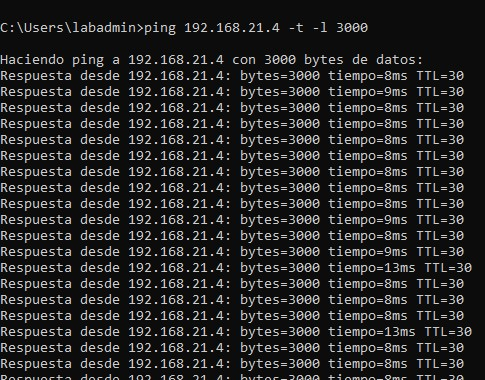 C:\Users\labadmin>ping 192.168.21.4 -t -l 3000
Haciendo ping a 192.168.21.4 con 3000 bytes de datos:
Respuesta desde 192.168.21.4: bytes=3000 tiempo=8ms TTL=30
Respuesta desde 192.168.21.4: bytes=3000 tiempo=9ms TTL=30
Respuesta desde 192.168.21.4: bytes=3000 tiempo=8ms TTL=30
Respuesta desde 192.168.21.4: bytes=3000 tiempo=8ms TTL=30
Respuesta desde 192.168.21.4: bytes=3000 tiempo=8ms TTL=30
Respuesta desde 192.168.21.4: bytes=3000 tiempo=8ms TTL=30
Respuesta desde 192.168.21.4: bytes=3000 tiempo=8ms TTL=30
Respuesta desde 192.168.21.4: bytes=3000 tiempo=8ms TTL=30
Respuesta desde 192.168.21.4: bytes=3000 tiempo=8ms TTL=30
Respuesta desde 192.168.21.4: bytes=3000 tiempo=9ms TTL=30
Respuesta desde 192.168.21.4: bytes=3000 tiempo=8ms TTL=30
Respuesta desde 192.168.21.4: bytes=3000 tiempo=9ms TTL=30
Respuesta desde 192.168.21.4: bytes=3000 tiempo=13ms TTL=30
Respuesta desde 192.168.21.4: bytes=3000 tiempo=8ms TTL=30
Respuesta desde 192.168.21.4: bytes=3000 tiempo=8ms TTL=30
Respuesta desde 192.168.21.4: bytes=3000 tiempo=8ms TTL=30
Respuesta desde 192.168.21.4: bytes=3000 tiempo=13ms TTL=30
Respuesta desde 192.168.21.4: bytes=3000 tiempo=8ms TTL=30
Respuesta desde 192.168.21.4: bytes=3000 tiempo=8ms TTL=30
Respuesta desde 192.168.21.4: bytes=3000 tiempo=8ms TTL=30